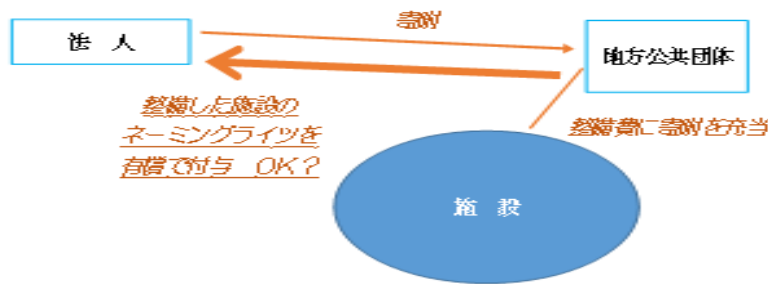 寄附
法 人
地方公共団体
整備した施設の
ネーミングライツを
有償で付与 OK？
整備費に寄附を充当
施 設